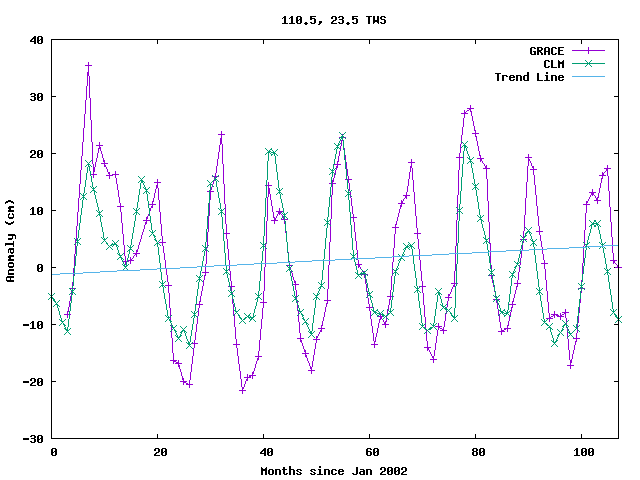 110.5, 23.5 TWS
GRACE
CLM
Trend Line
40
30
20
10
0
-10
-20
-30
Anomaly (cm)
0 20 40 60 80 100
Months since Jan 2002